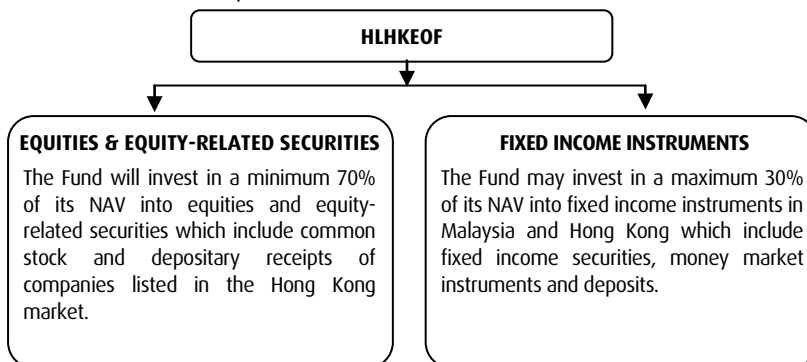 HLHKEOF
EQUITIES & EQUITY-RELATED SECURITIES
The Fund will invest in a minimum 70%
of its NAV into equities and equity-
related securities which include common
stock and depositary receipts of
companies listed in the Hong Kong
market.
FIXED INCOME INSTRUMENTS
The Fund may invest in a maximum 30%
of its NAV into fixed income instruments in
Malaysia and Hong Kong which include
fixed income securities, money market
instruments and deposits.